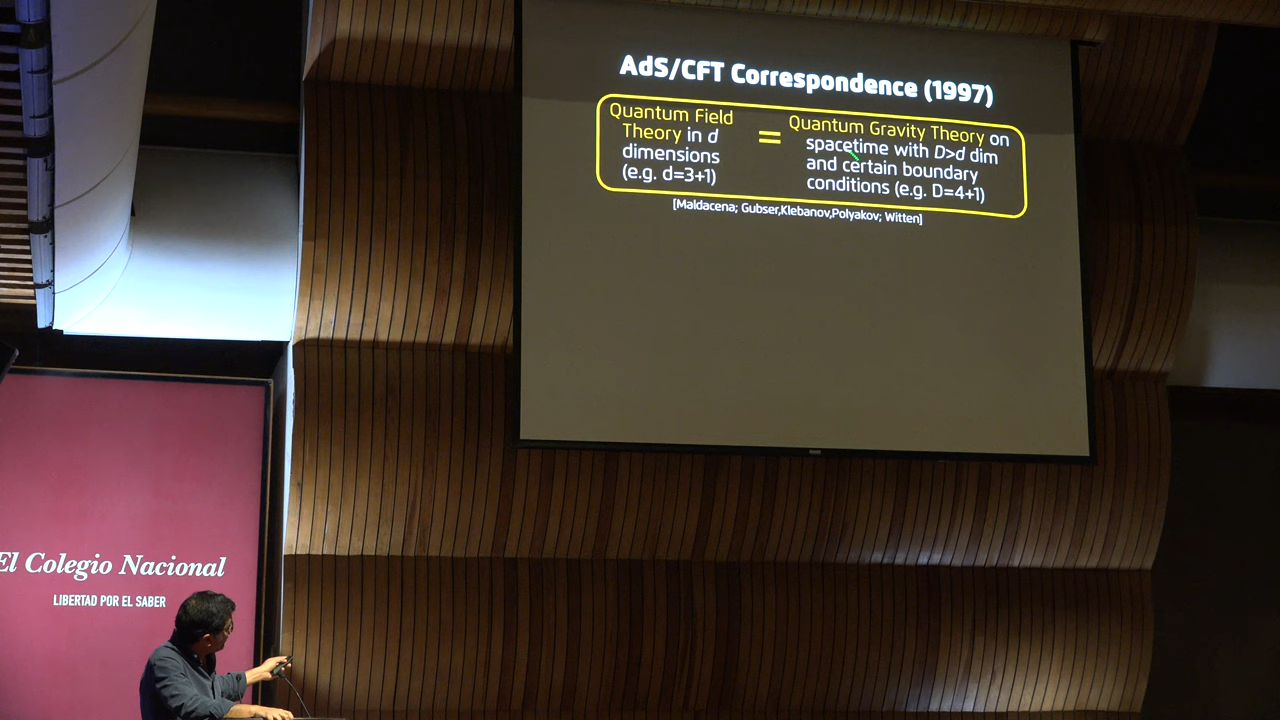 AdS/CFT Correspondence (1997)
Quantum Field
Theory in d
dimensions
(e.g. d=3+1)
=
Quantum Gravity Theory on
spacetime with D>d dim
and certain boundary
conditions (e.g. D=4+1)
[Maldacena; Gubser,Klebanov,Polyakov; Witten]
El Colegio Nacional
LIBERTAD POR EL SABER